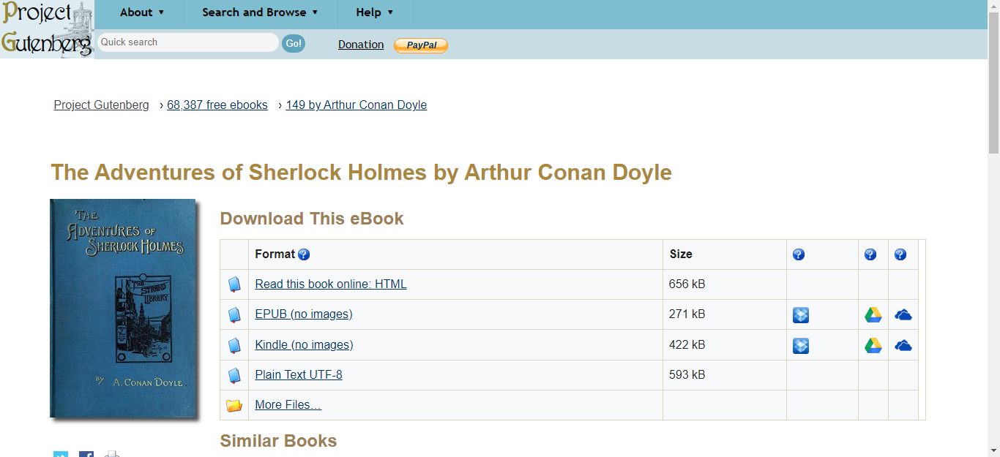 Project
Gutenberg
About ▼
Search and Browse ▼
Help ▼
Quick search
Go!
Donation
PayPal
Project Gutenberg › 68,387 free ebooks › 149 by Arthur Conan Doyle
The Adventures of Sherlock Holmes by Arthur Conan Doyle
THE
ADVENTURES OF
SHERLOCK HOLMES
THE
STRAND
LIBRARY
BY A. CONAN DOYLE
Download This eBook
Format ? Size ? ? ?
Read this book online: HTML 656 kB
EPUB (no images) 271 kB
Kindle (no images) 422 kB
Plain Text UTF-8 593 kB
More Files…
Similar Books